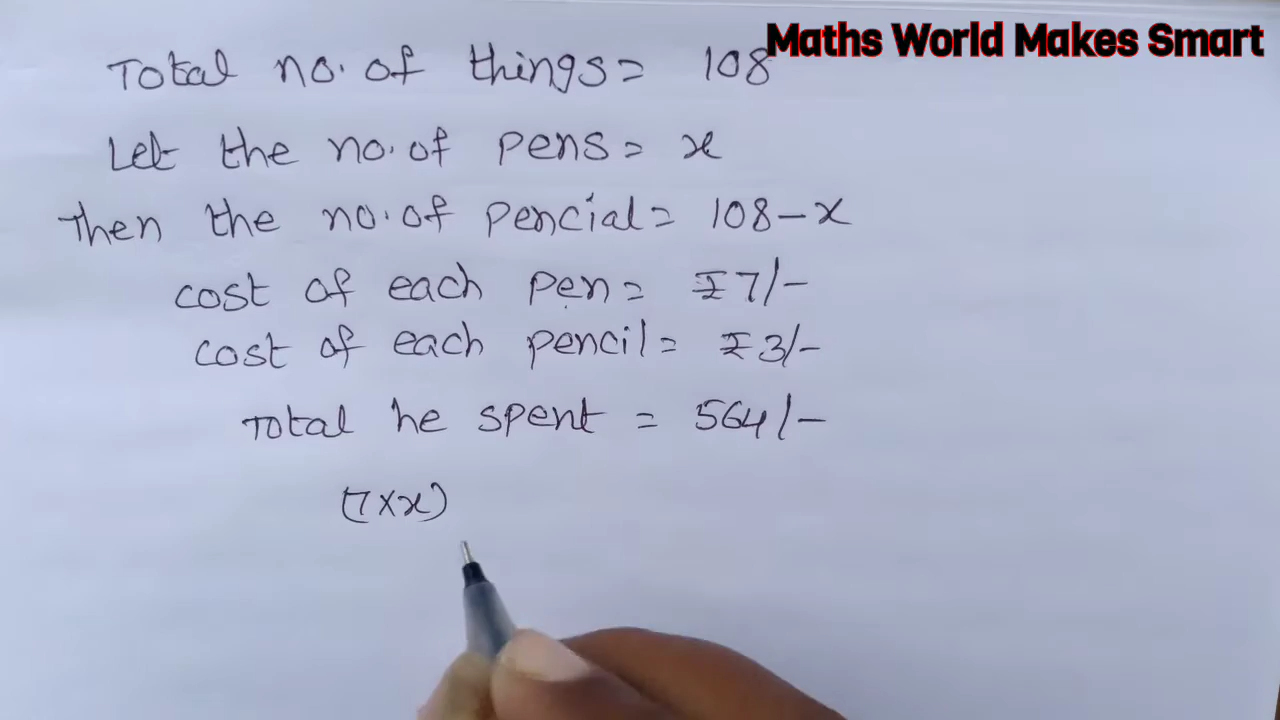 Maths World Makes Smart
Total no. of things = 108
Let the no. of pens = x
Then the no. of pencial = 108 - x
cost of each pen = ₹7/-
cost of each pencil = ₹3/-
Total he spent = 564/-
(7×x)